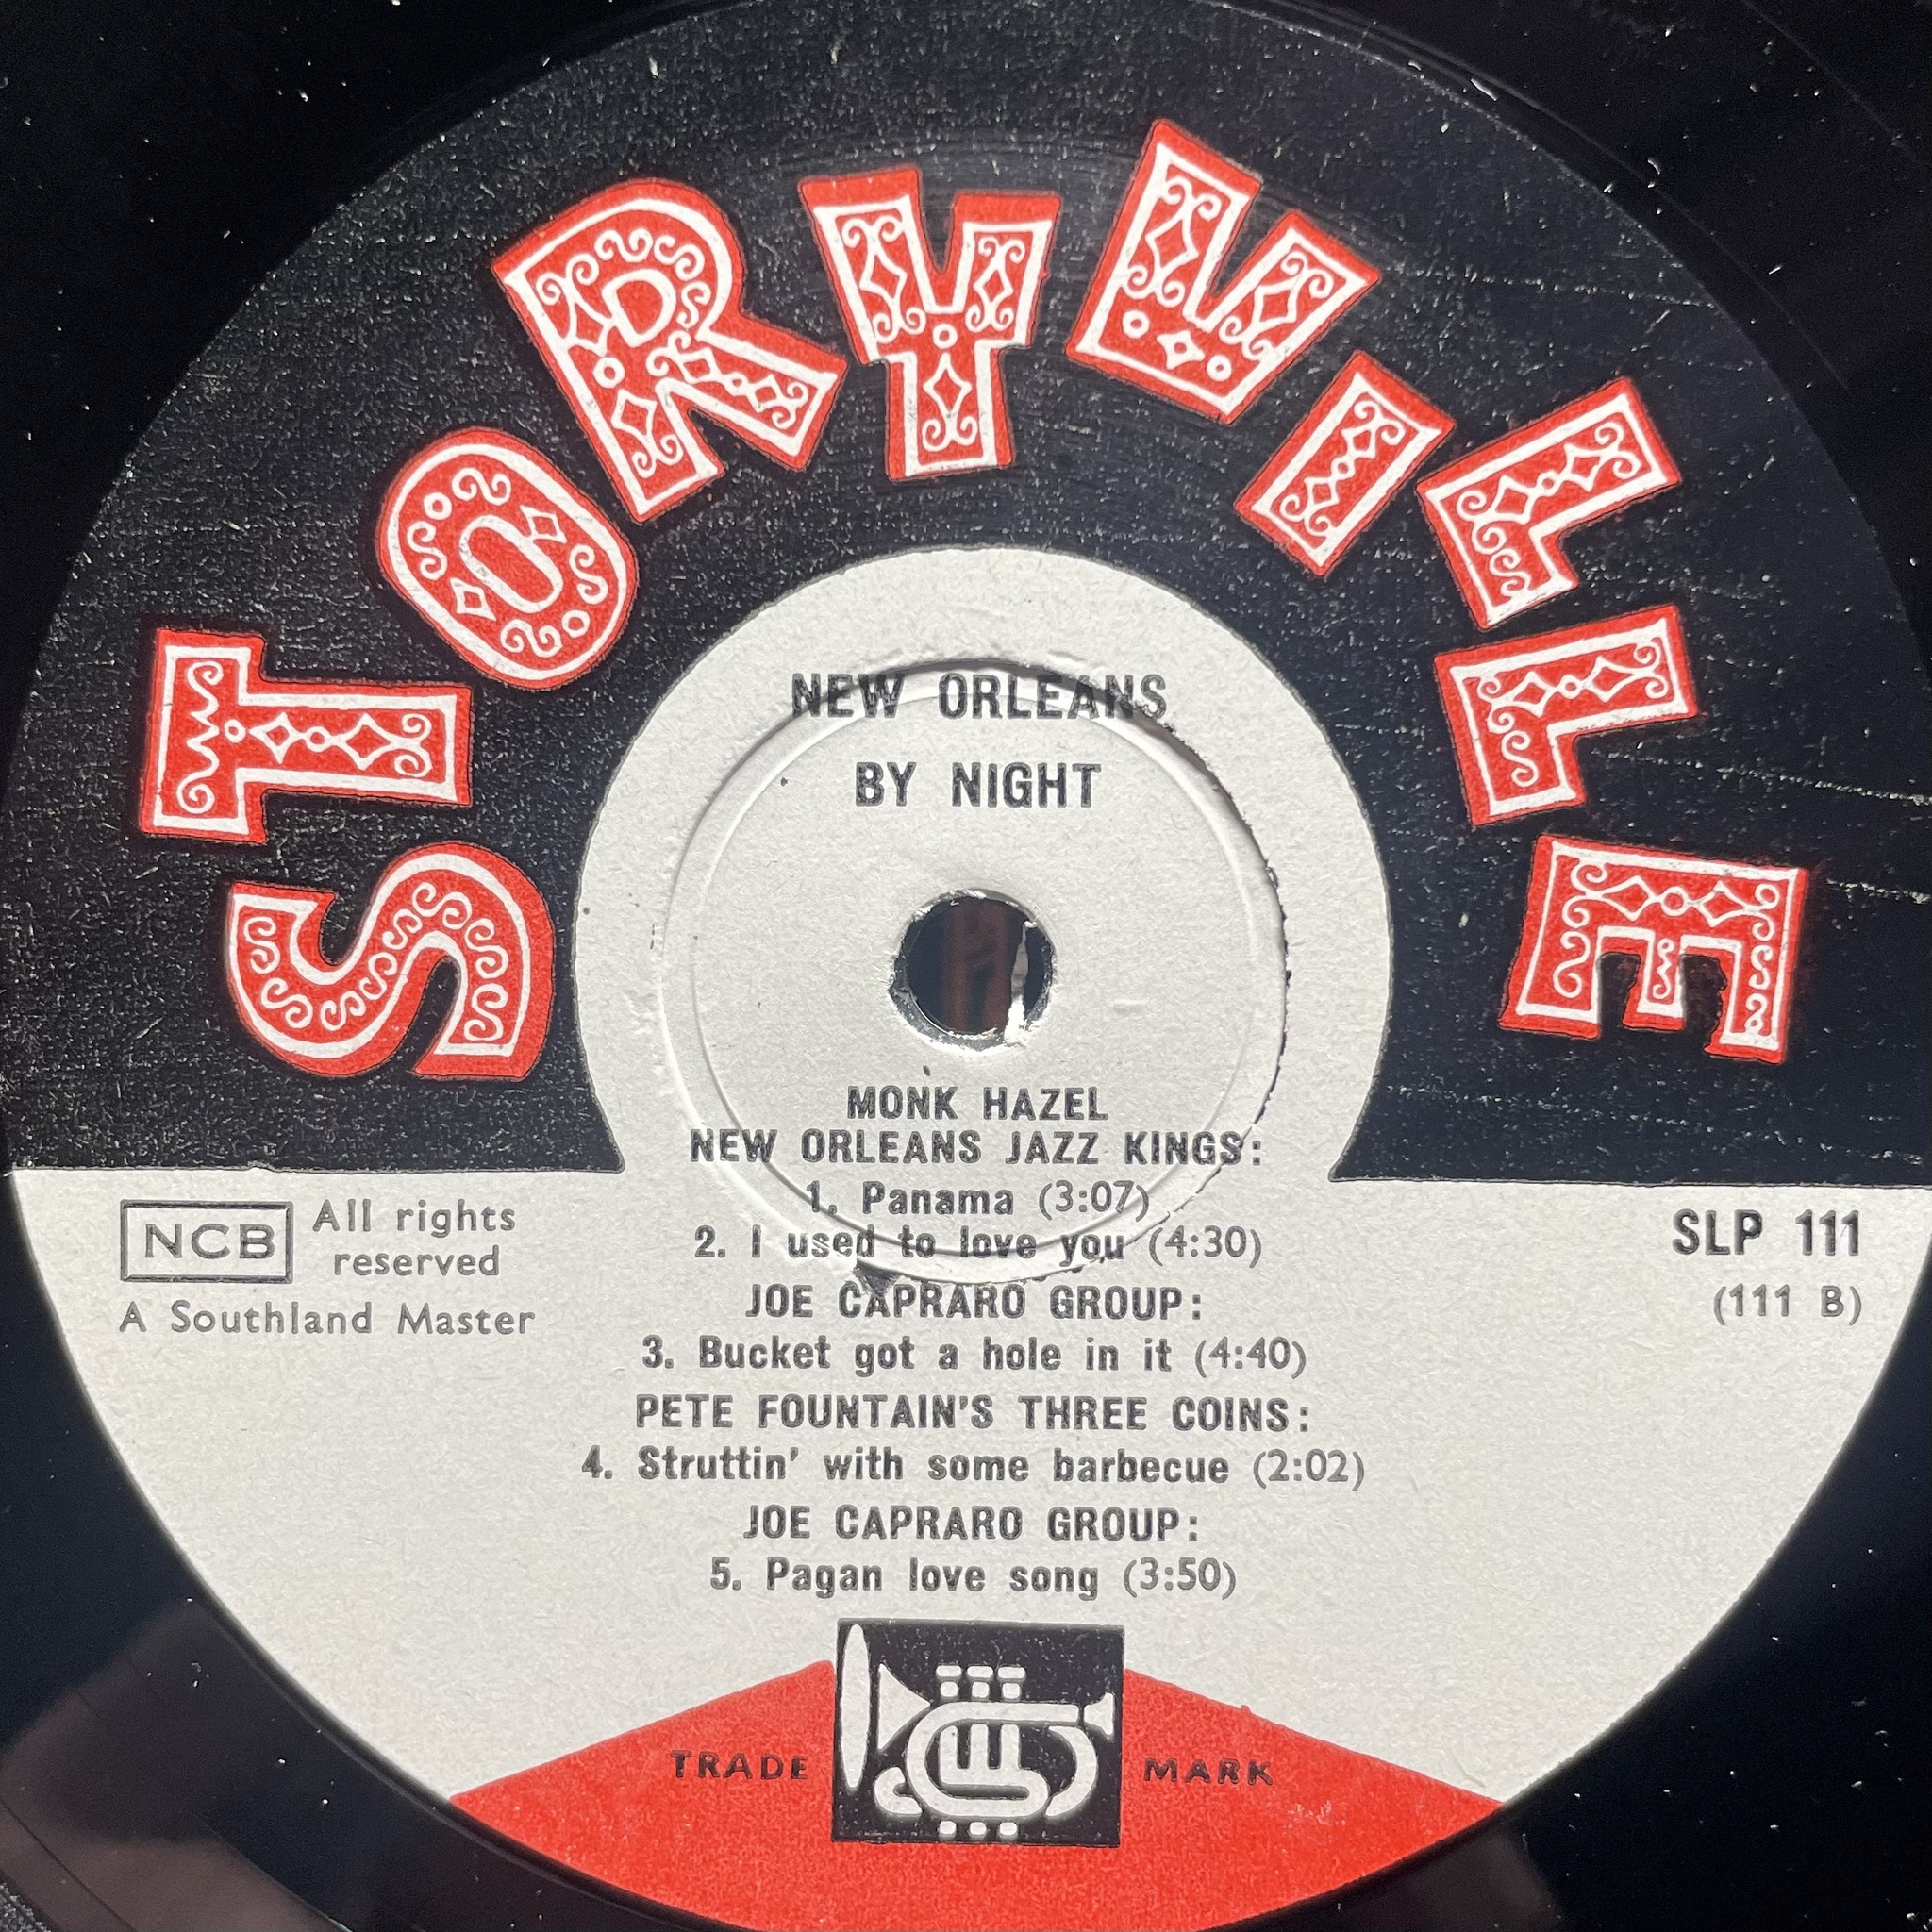 STORYVILLE
NEW ORLEANS
BY NIGHT
MONK HAZEL
NEW ORLEANS JAZZ KINGS:
1. Panama (3:07)
2. I used to love you (4:30)
JOE CAPRARO GROUP:
3. Bucket got a hole in it (4:40)
PETE FOUNTAIN'S THREE COINS:
4. Struttin' with some barbecue (2:02)
JOE CAPRARO GROUP:
5. Pagan love song (3:50)
NCB All rights
reserved
A Southland Master
SLP 111
(111 B)
TRADE MARK